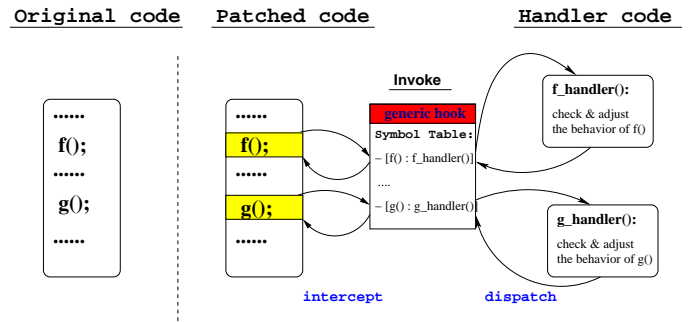 Original code
Patched code
Handler code
......
f();
......
g();
......
......
f();
......
g();
......
Invoke
generic hook
Symbol Table:
– [f() : f_handler()]
....
– [g() : g_handler()]
f_handler():
check & adjust
the behavior of f()
g_handler():
check & adjust
the behavior of g()
intercept
dispatch